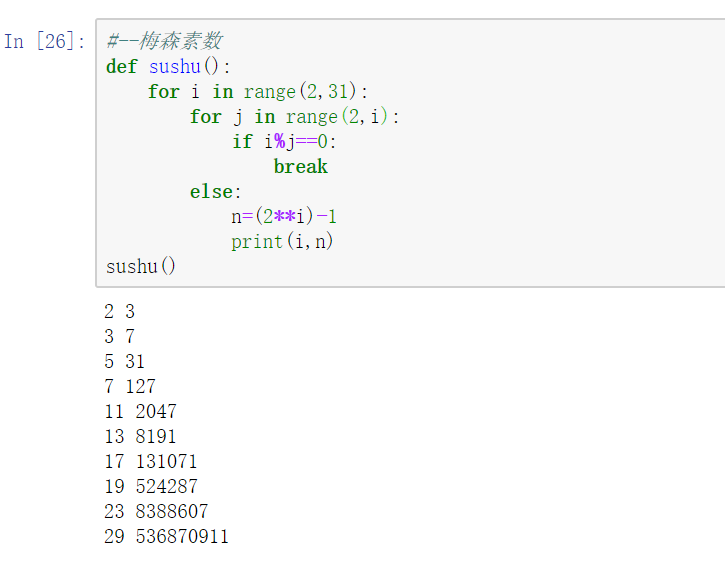 In [26]:
#--梅森素数
def sushu():
    for i in range(2,31):
        for j in range(2,i):
            if i%j==0:
                break
        else:
            n=(2**i)-1
            print(i,n)
sushu()
2 3
3 7
5 31
7 127
11 2047
13 8191
17 131071
19 524287
23 8388607
29 536870911